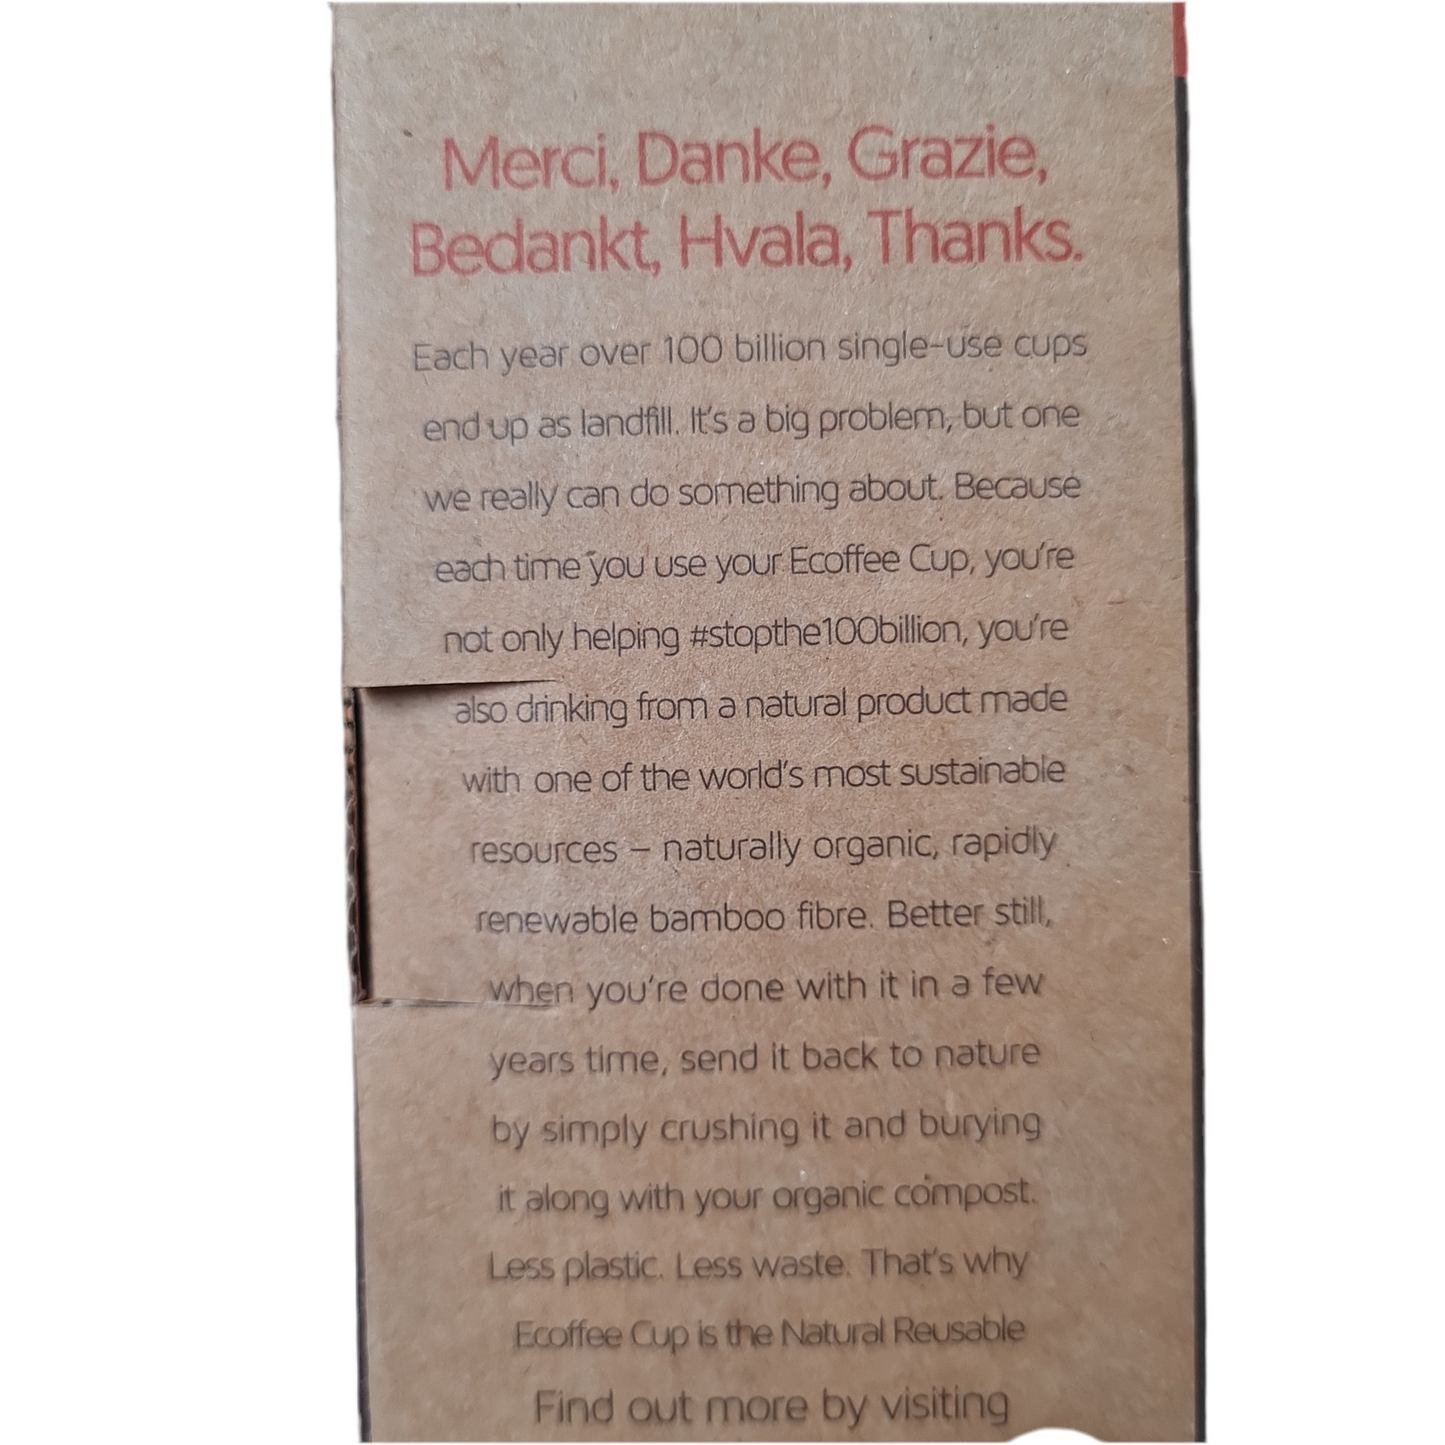 Merci, Danke, Grazie,
Bedankt, Hvala, Thanks.
Each year over 100 billion single-use cups
end up as landfill. It's a big problem, but one
we really can do something about. Because
each time you use your Ecoffee Cup, you're
not only helping #stopthe100billion, you're
also drinking from a natural product made
with one of the world's most sustainable
resources – naturally organic, rapidly
renewable bamboo fibre. Better still,
when you're done with it in a few
years time, send it back to nature
by simply crushing it and burying
it along with your organic compost.
Less plastic. Less waste. That's why
Ecoffee Cup is the Natural Reusable
Find out more by visiting